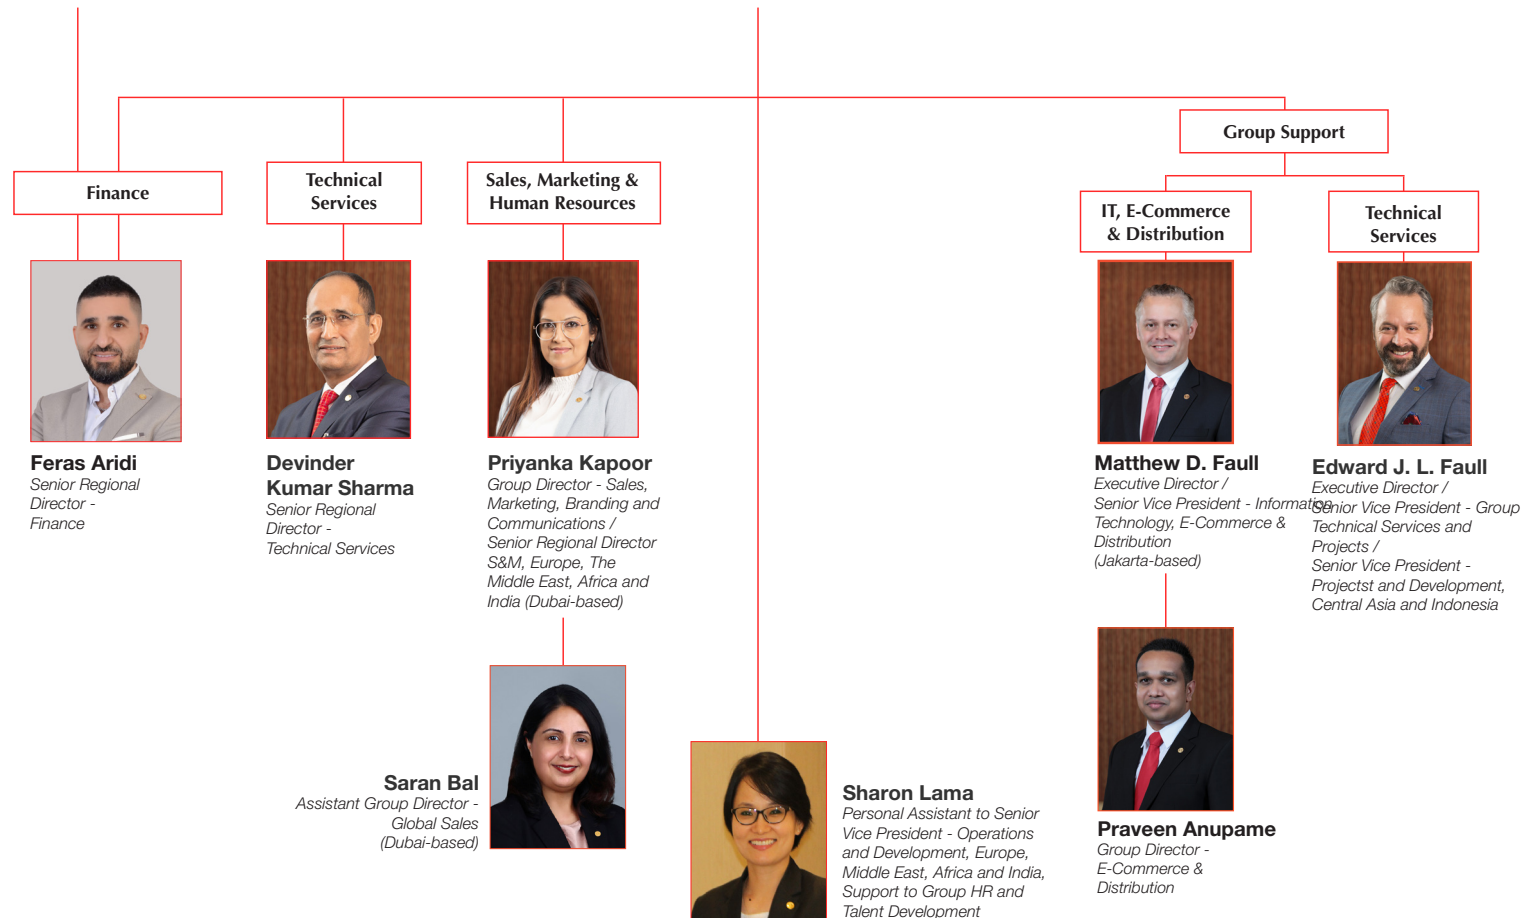 Group Support
Finance
Technical
Services
Sales, Marketing &
Human Resources
IT, E-Commerce
& Distribution
Technical
Services
Feras Aridi
Senior Regional
Director -
Finance
Devinder
Kumar Sharma
Senior Regional
Director -
Technical Services
Priyanka Kapoor
Group Director - Sales,
Marketing, Branding and
Communications /
Senior Regional Director
S&M, Europe, The
Middle East, Africa and
India (Dubai-based)
Matthew D. Faull
Executive Director /
Senior Vice President - Information
Technology, E-Commerce &
Distribution
(Jakarta-based)
Edward J. L. Faull
Executive Director /
Senior Vice President - Group
Technical Services and
Projects /
Senior Vice President -
Projectst and Development,
Central Asia and Indonesia
Saran Bal
Assistant Group Director -
Global Sales
(Dubai-based)
Sharon Lama
Personal Assistant to Senior
Vice President - Operations
and Development, Europe,
Middle East, Africa and India,
Support to Group HR and
Talent Development
Praveen Anupame
Group Director -
E-Commerce &
Distribution